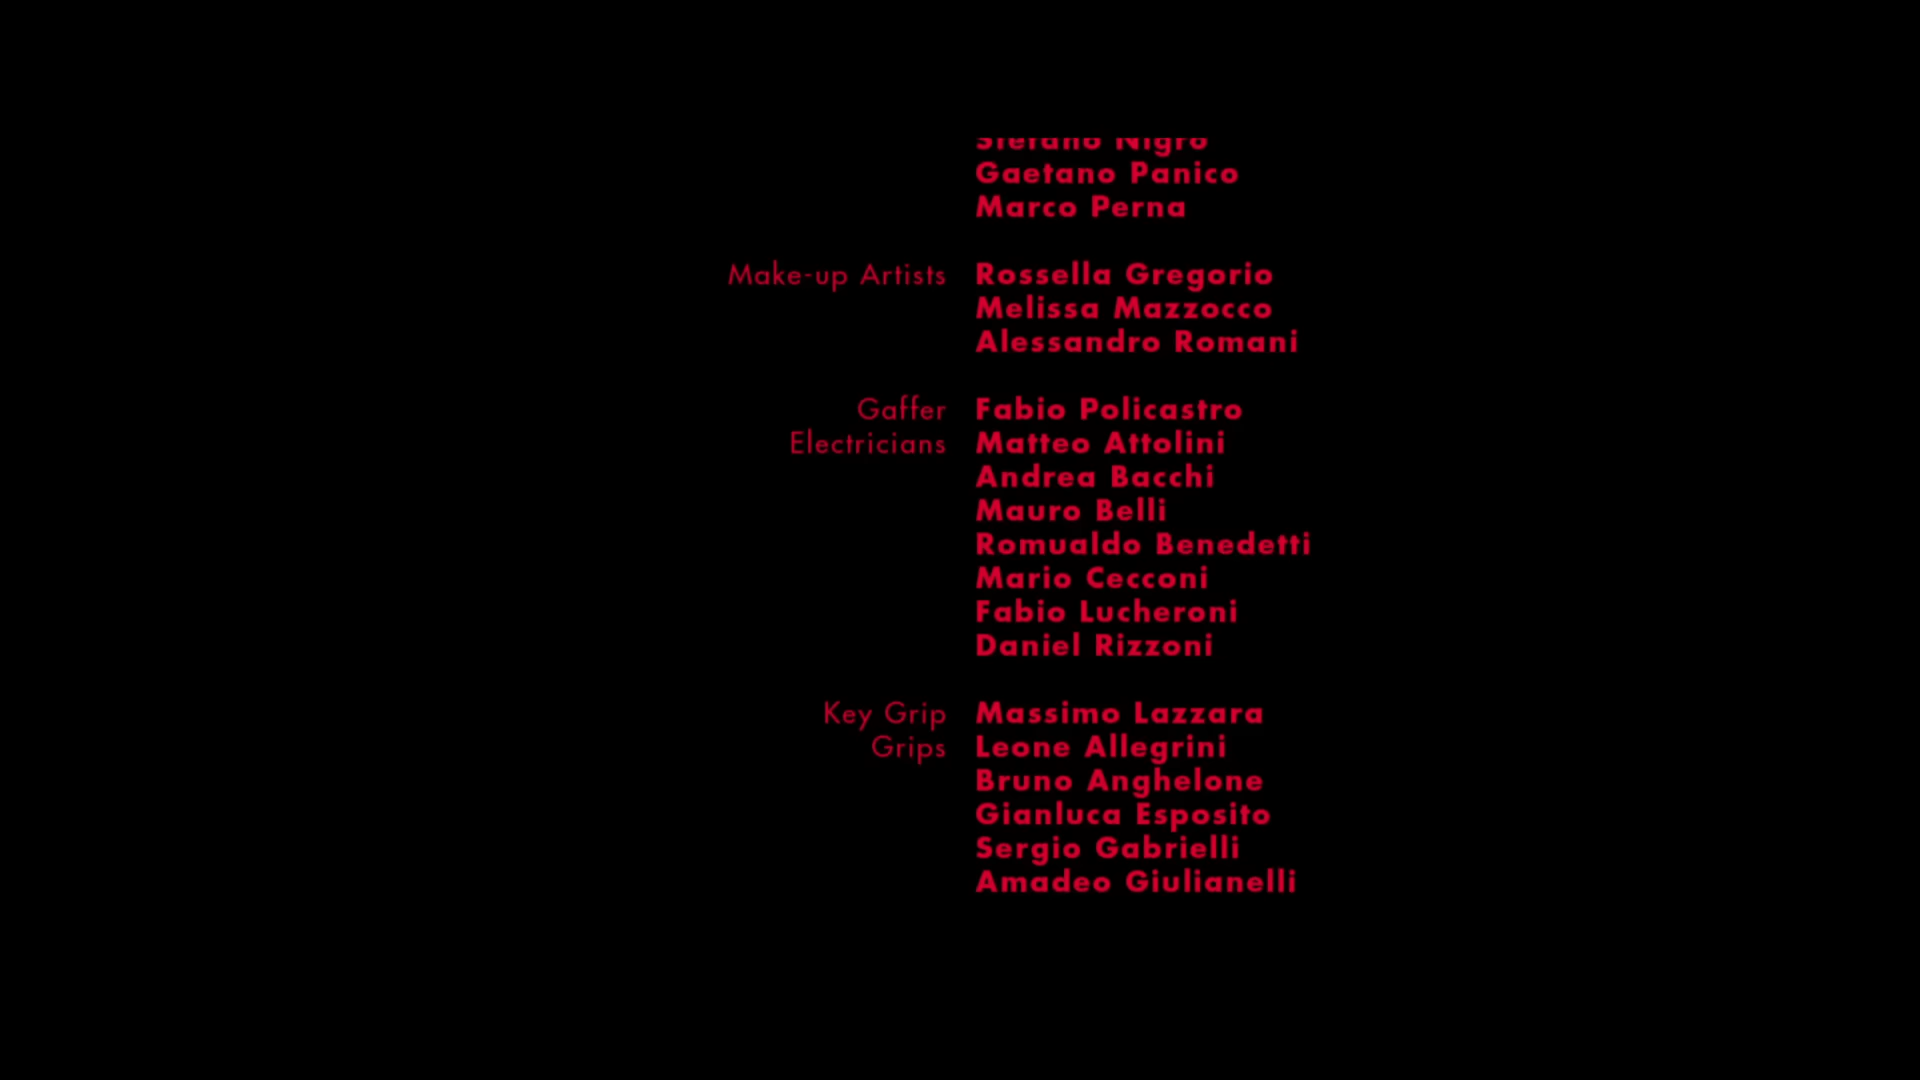 Stefano Nigro
Gaetano Panico
Marco Perna
Make-up Artists Rossella Gregorio
Melissa Mazzocco
Alessandro Romani
Gaffer Fabio Policastro
Electricians Matteo Attolini
Andrea Bacchi
Mauro Belli
Romualdo Benedetti
Mario Cecconi
Fabio Lucheroni
Daniel Rizzoni
Key Grip Massimo Lazzara
Grips Leone Allegrini
Bruno Anghelone
Gianluca Esposito
Sergio Gabrielli
Amadeo Giulianelli